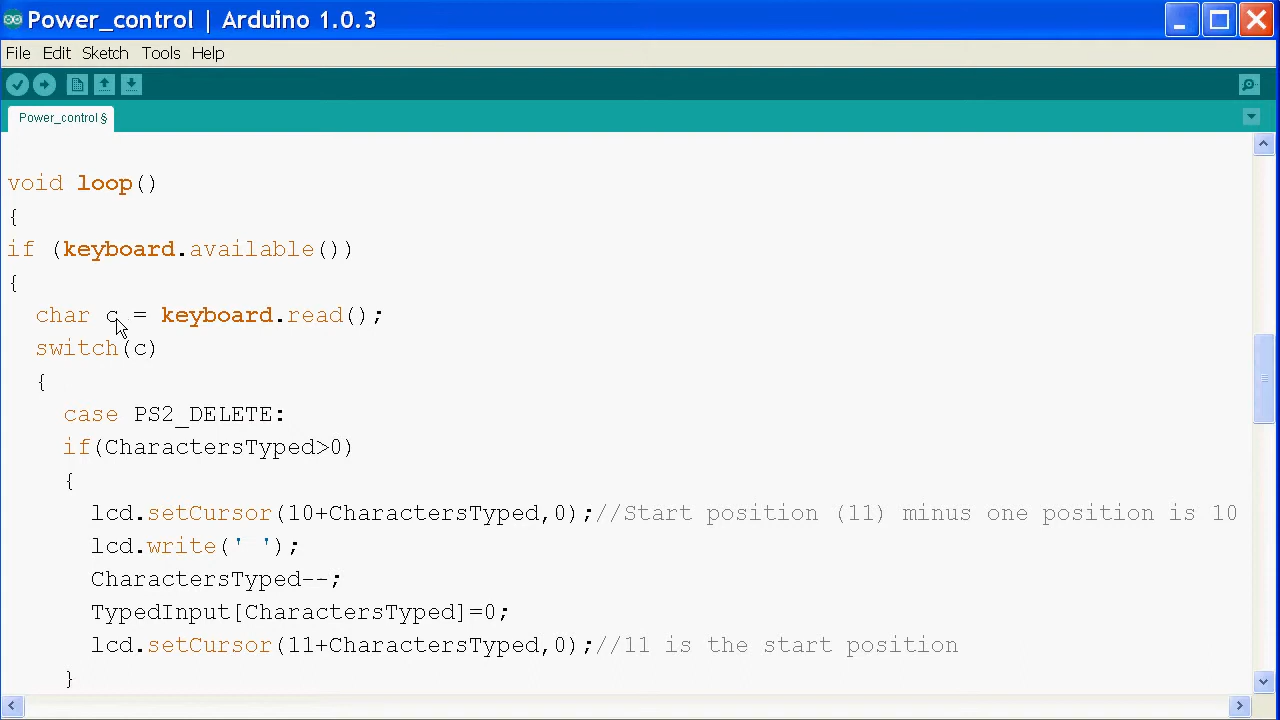 Power_control | Arduino 1.0.3
File Edit Sketch Tools Help
Power_control §
void loop()
{
if (keyboard.available())
{
char c = keyboard.read();
switch(c)
{
case PS2_DELETE:
if(CharactersTyped>0)
{
lcd.setCursor(10+CharactersTyped,0);//Start position (11) minus one position is 10
lcd.write(' ');
CharactersTyped--;
TypedInput[CharactersTyped]=0;
lcd.setCursor(11+CharactersTyped,0);//11 is the start position
}